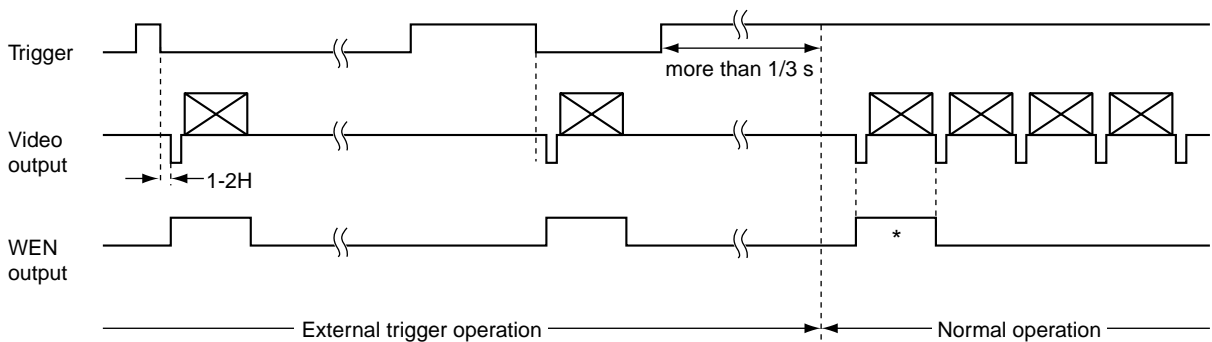 Trigger
more than 1/3 s
Video
output
1-2H
WEN
output
*
External trigger operation
Normal operation